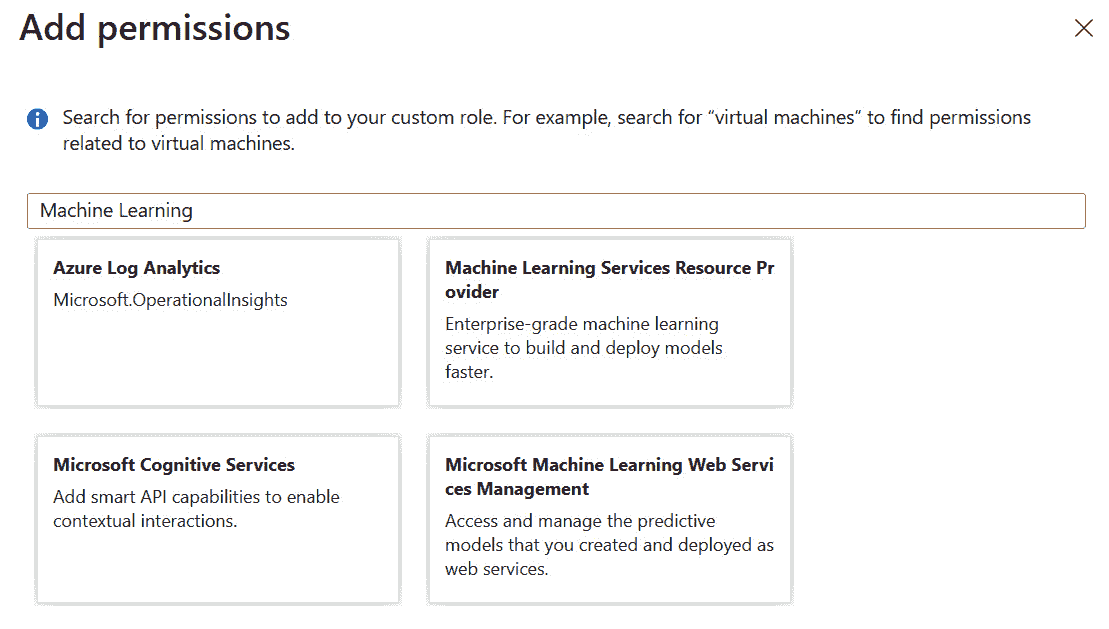 Add permissions
Search for permissions to add to your custom role. For example, search for “virtual machines” to find permissions
related to virtual machines.
Machine Learning
Azure Log Analytics
Microsoft.OperationalInsights
Machine Learning Services Resource Pr
ovider
Enterprise-grade machine learning
service to build and deploy models
faster.
Microsoft Cognitive Services
Add smart API capabilities to enable
contextual interactions.
Microsoft Machine Learning Web Servi
ces Management
Access and manage the predictive
models that you created and deployed as
web services.